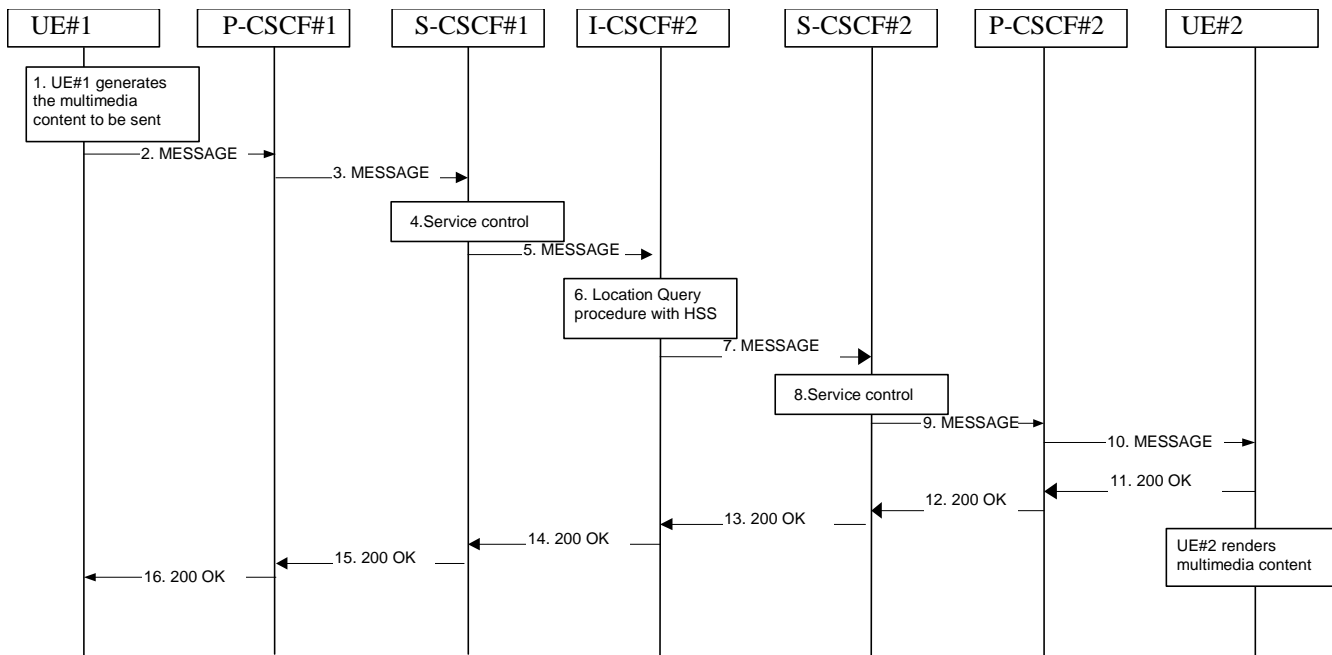 UE#1
P-CSCF#1
S-CSCF#1
I-CSCF#2
S-CSCF#2
P-CSCF#2
UE#2
1. UE#1 generates
the multimedia
content to be sent
2. MESSAGE
3. MESSAGE
4.Service control
5. MESSAGE
6. Location Query
procedure with HSS
7. MESSAGE
8.Service control
9. MESSAGE
10. MESSAGE
11. 200 OK
12. 200 OK
13. 200 OK
14. 200 OK
15. 200 OK
16. 200 OK
UE#2 renders
multimedia content